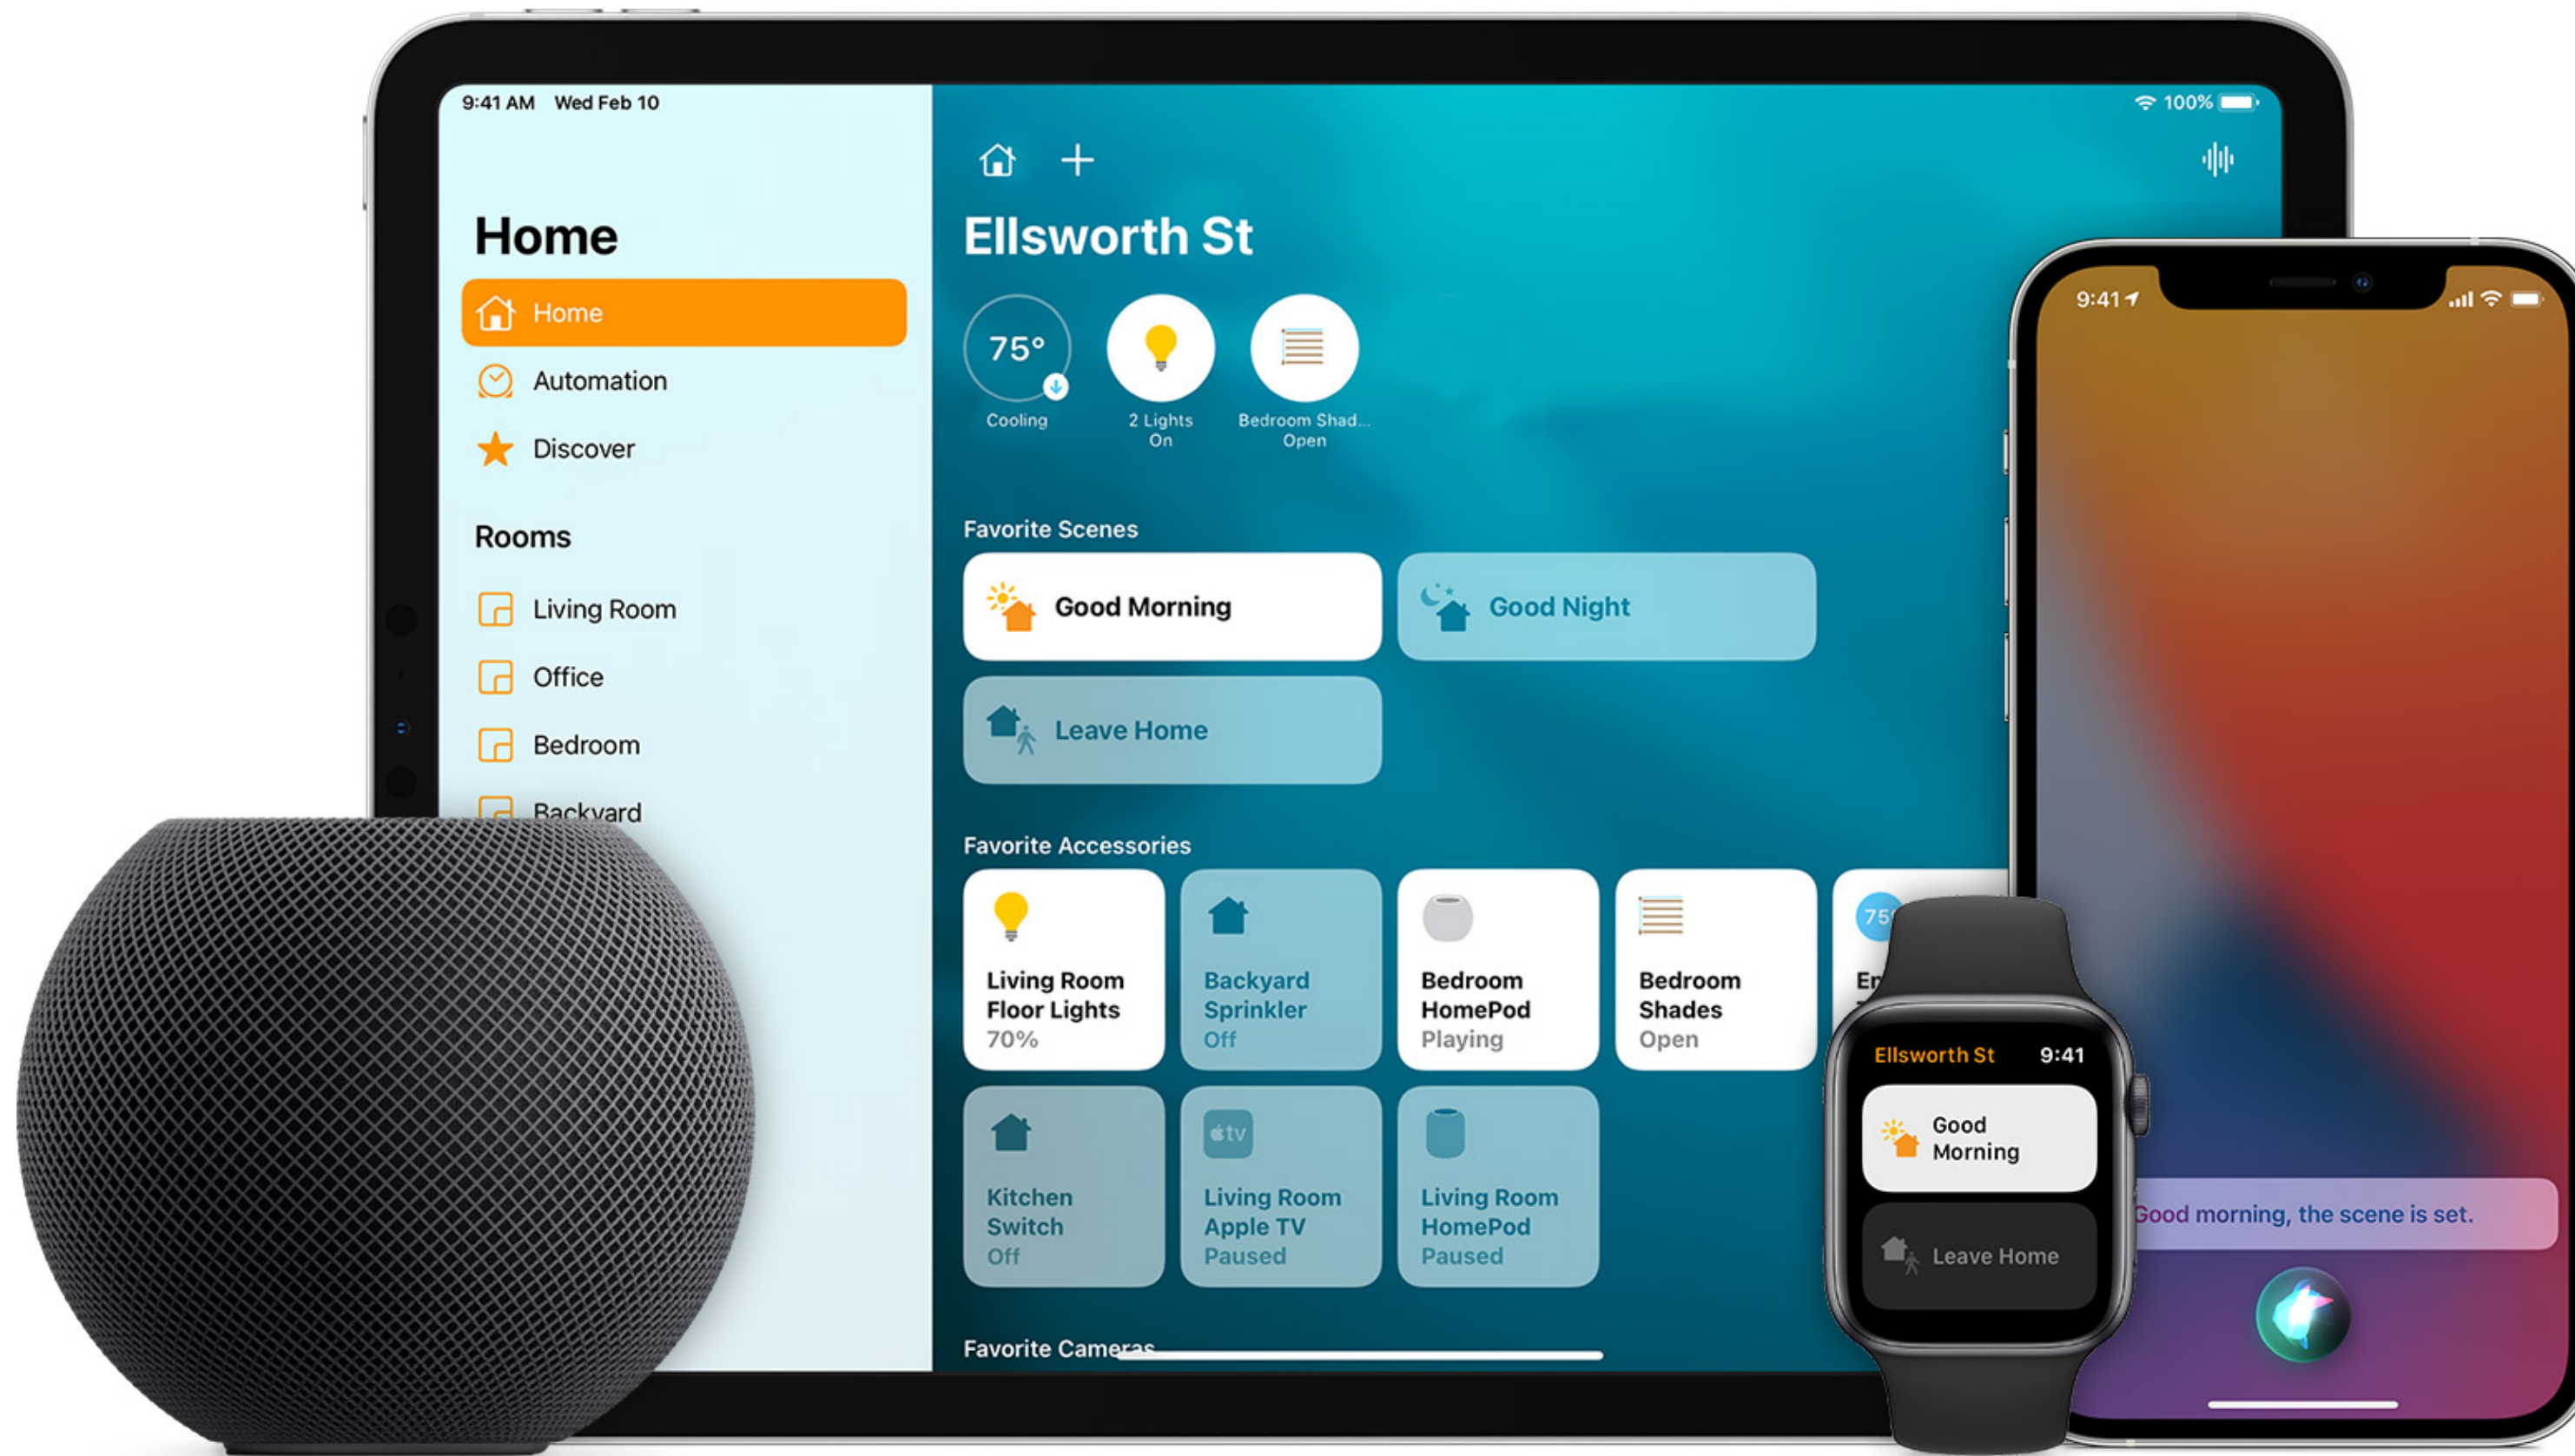 9:41 AM Wed Feb 10
100%
Home
Home
Automation
Discover
Rooms
Living Room
Office
Bedroom
Backyard
Ellsworth St
75°
Cooling
2 Lights
On
Bedroom Shad...
Open
Favorite Scenes
Good Morning
Good Night
Leave Home
Favorite Accessories
Living Room
Floor Lights
70%
Backyard
Sprinkler
Off
Bedroom
HomePod
Playing
Bedroom
Shades
Open
75
Kitchen
Switch
Off
tv
Living Room
Apple TV
Paused
Living Room
HomePod
Paused
Favorite Cameras
Ellsworth St 9:41
Good
Morning
Leave Home
9:41
Good morning, the scene is set.